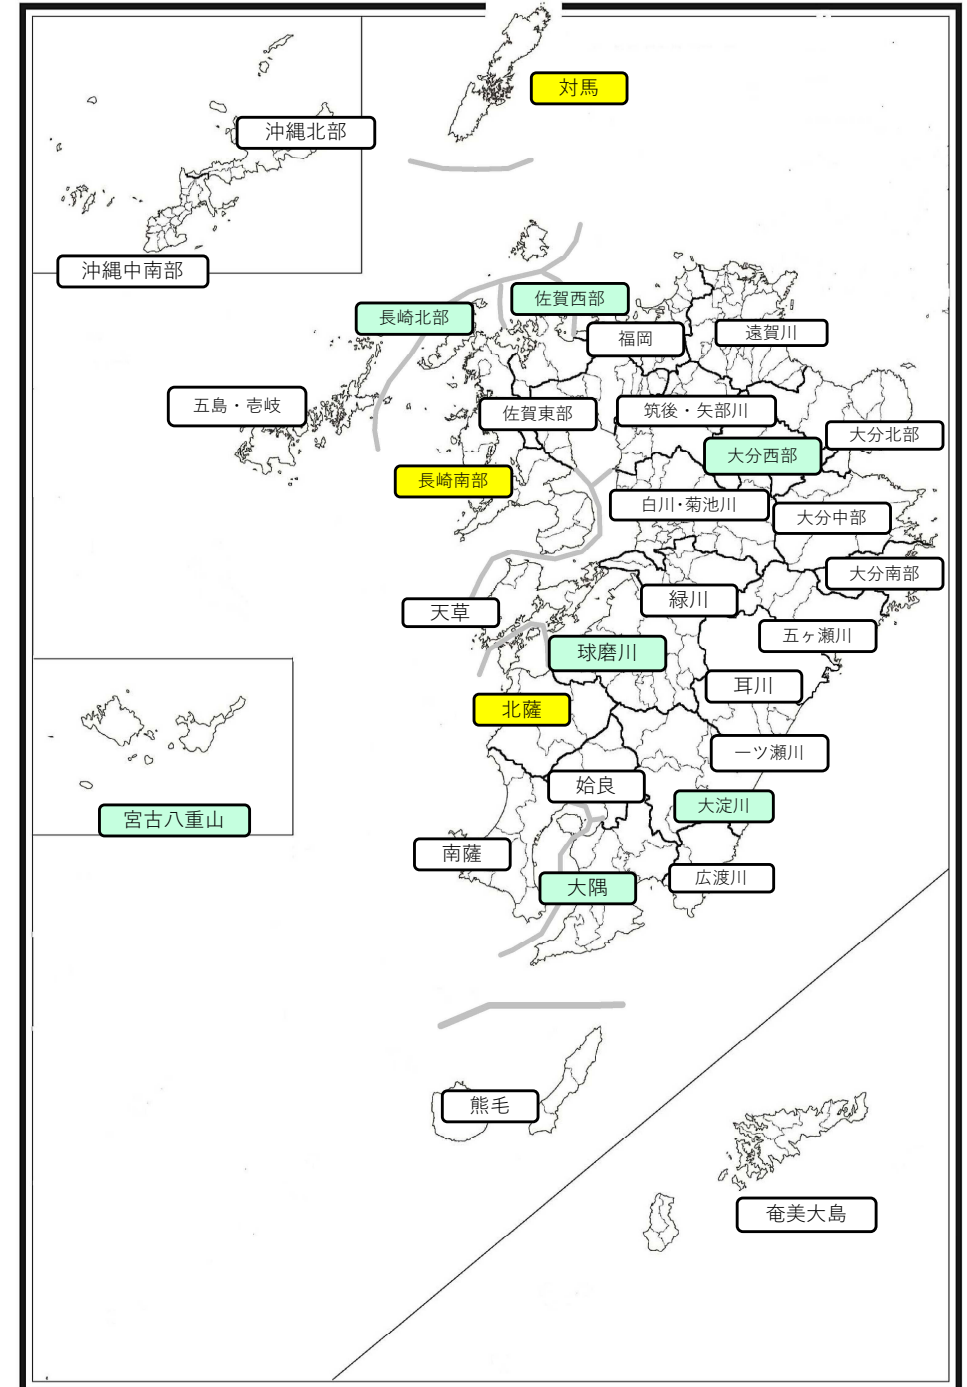 対馬
沖縄北部
沖縄中南部
佐賀西部
長崎北部
福岡
遠賀川
五島・壱岐
佐賀東部
筑後・矢部川
大分北部
大分西部
長崎南部
白川・菊池川
大分中部
大分南部
緑川
天草
五ヶ瀬川
球磨川
耳川
北薩
一ツ瀬川
姶良
大淀川
宮古八重山
南薩
広渡川
大隅
熊毛
奄美大島